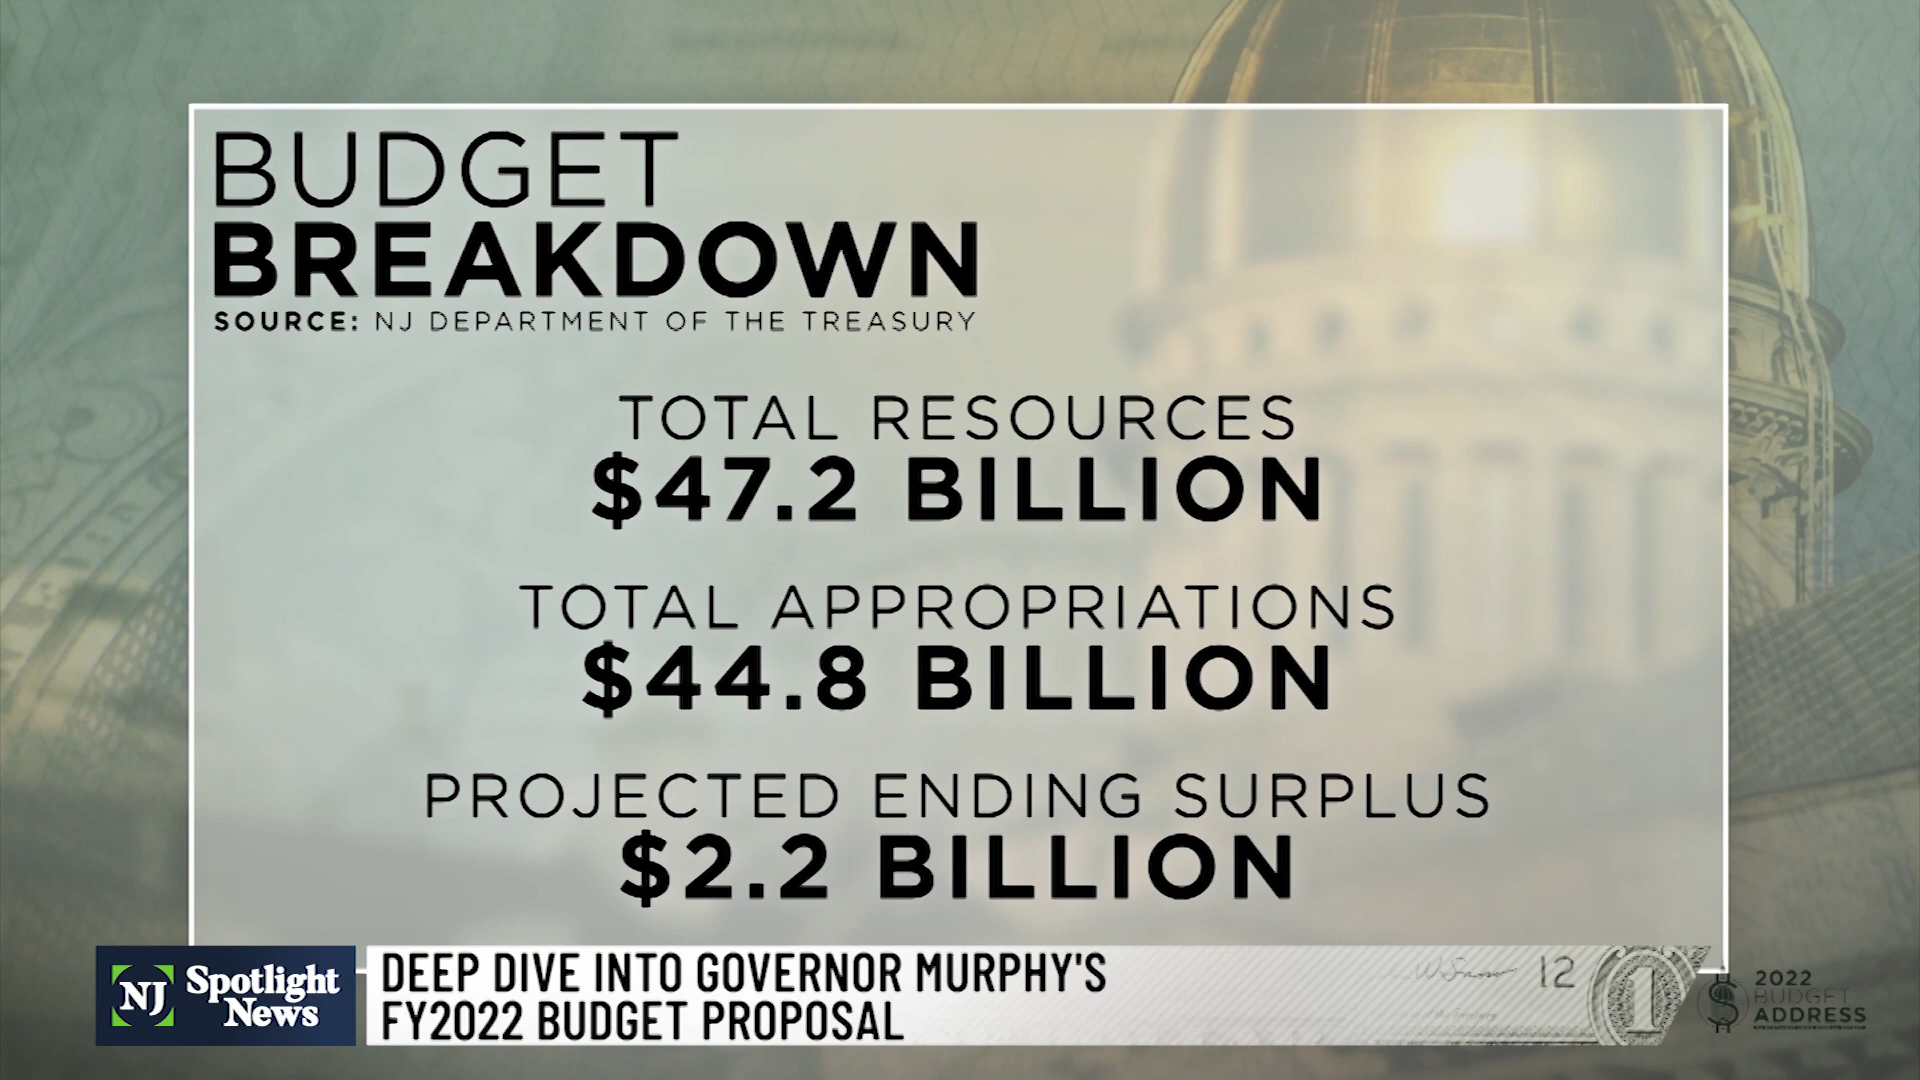 BUDGET
BREAKDOWN
SOURCE: NJ DEPARTMENT OF THE TREASURY
TOTAL RESOURCES
$47.2 BILLION
TOTAL APPROPRIATIONS
$44.8 BILLION
PROJECTED ENDING SURPLUS
$2.2 BILLION
NJ Spotlight
News
DEEP DIVE INTO GOVERNOR MURPHY'S
FY2022 BUDGET PROPOSAL
12
1
2022
BUDGET
ADDRESS